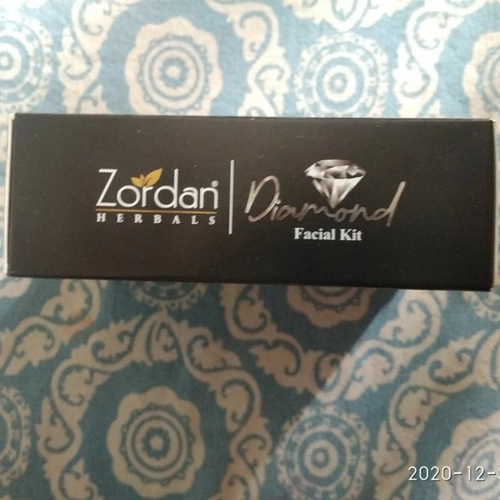 Zordan®
HERBALS
Diamond
Facial Kit
2020-12-